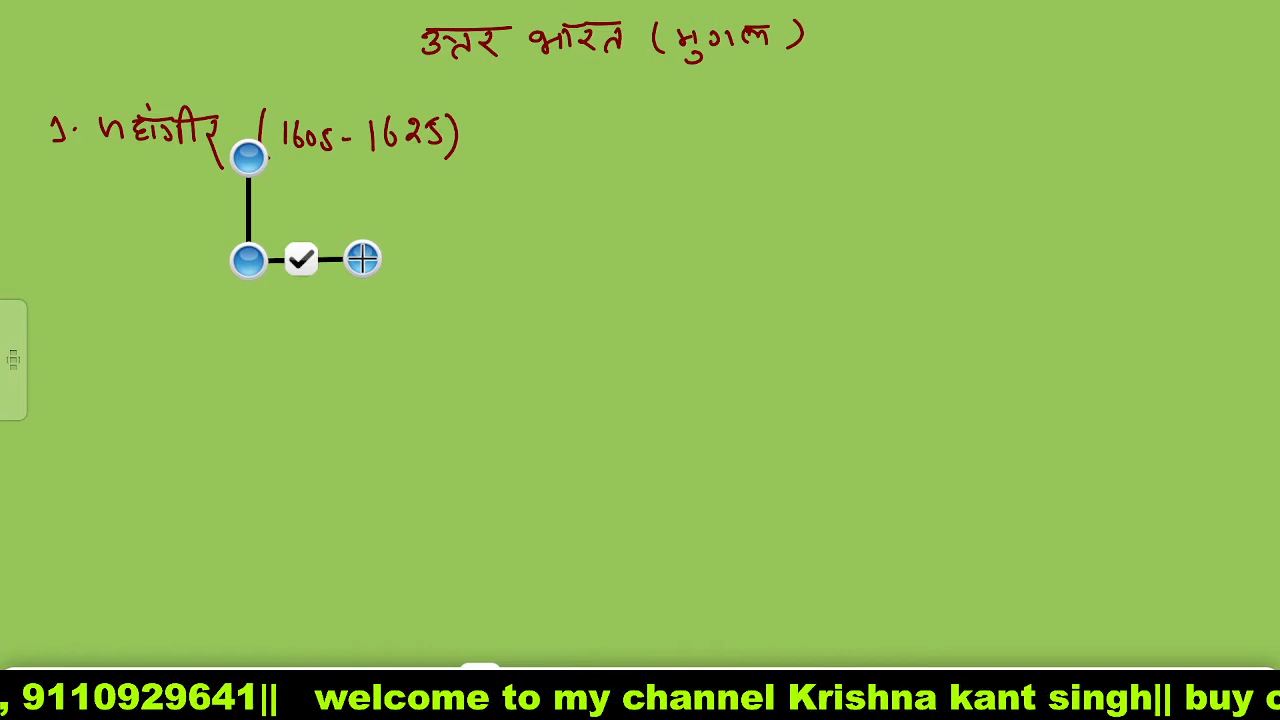 उत्तर भारत (मुगल)
1. जहांगीर (1605-1625)
, 9110929641|| welcome to my channel Krishna kant singh|| buy